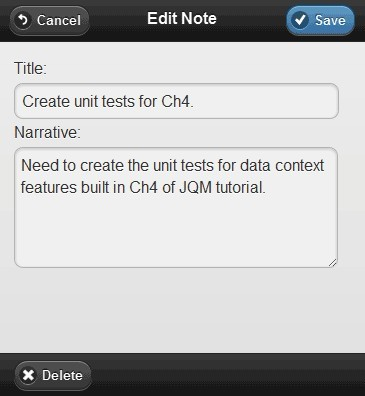 Cancel Edit Note Save
Title:
Create unit tests for Ch4.
Narrative:
Need to create the unit tests for data context
features built in Ch4 of JQM tutorial.
Delete